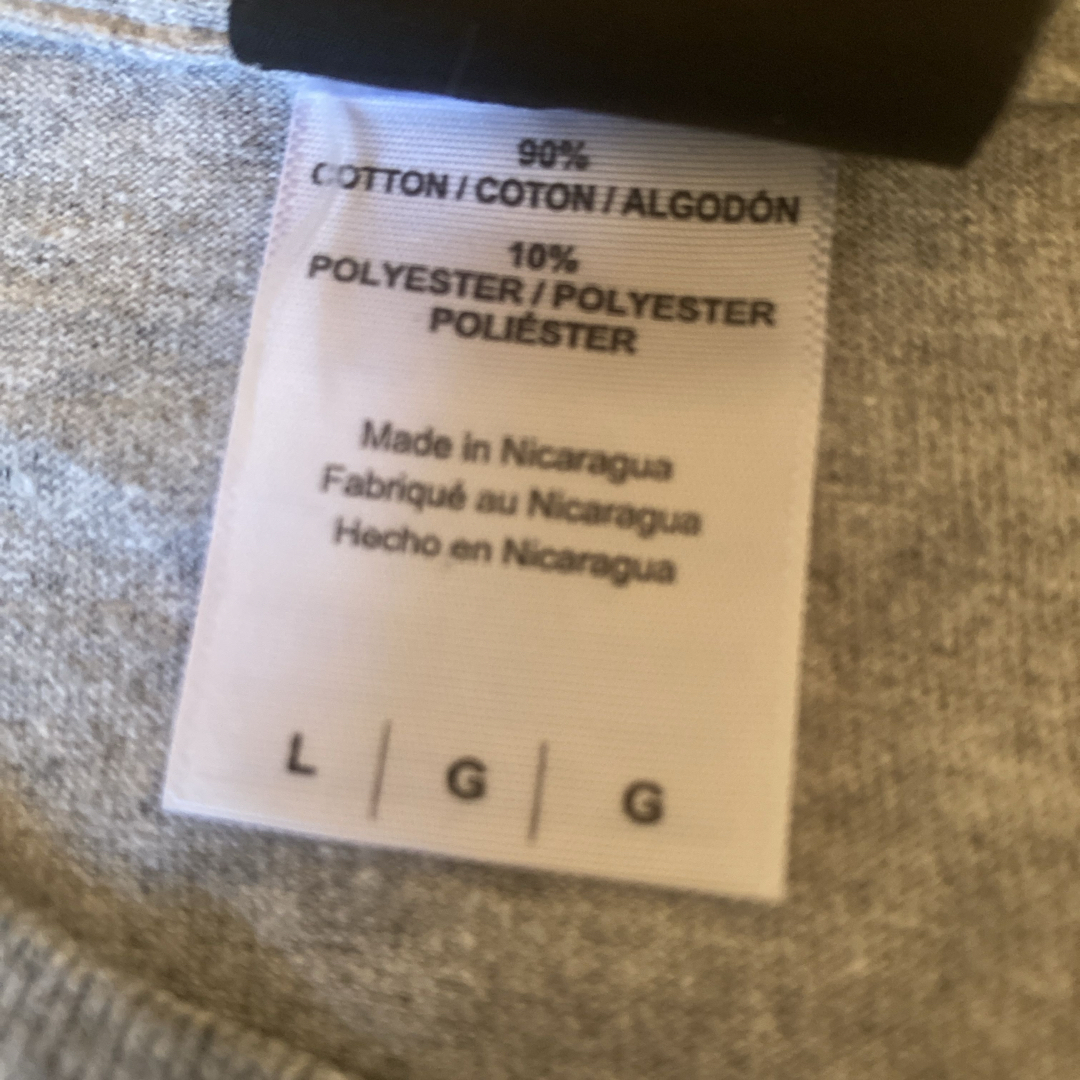 90%
COTTON / COTON / ALGODÓN
10%
POLYESTER / POLYESTER
POLIÉSTER
Made in Nicaragua
Fabriqué au Nicaragua
Hecho en Nicaragua
L | G | G